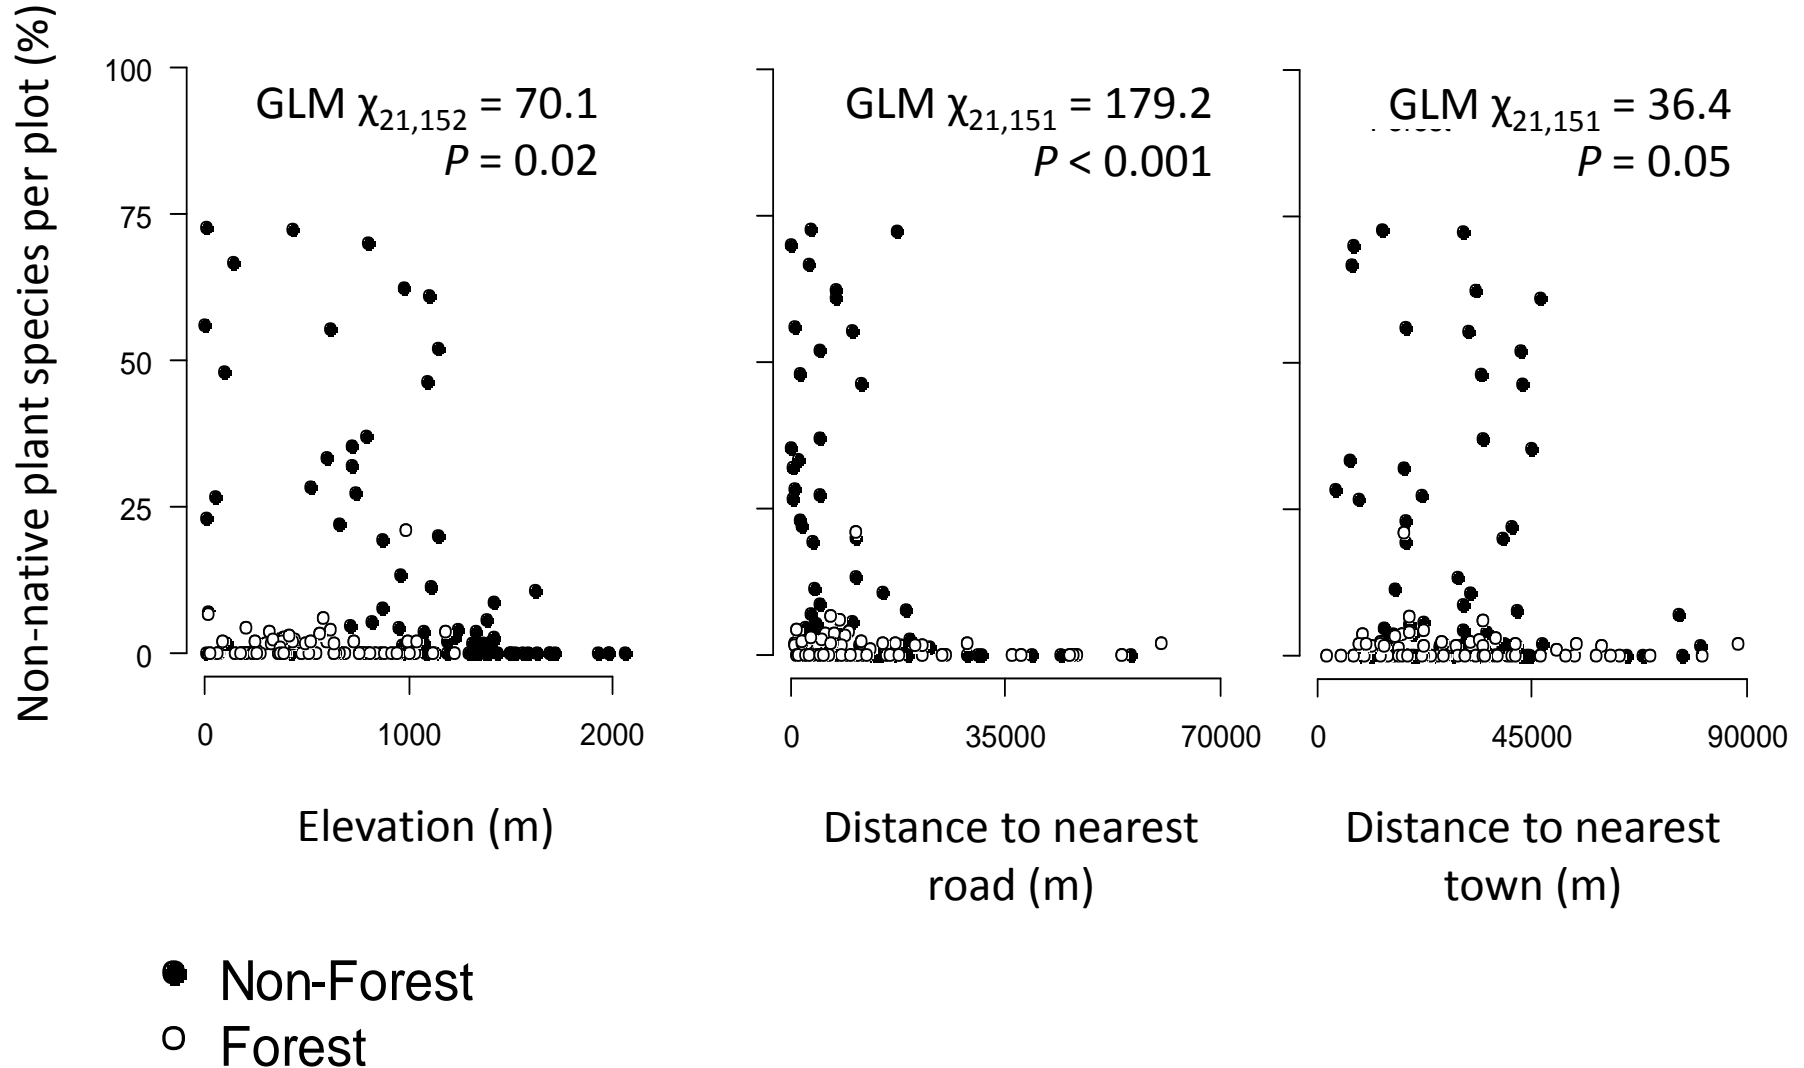 Non-native plant species per plot (%)
100
75
50
25
0
GLM χ21,152 = 70.1
P = 0.02
0 1000 2000
Elevation (m)
GLM χ21,151 = 179.2
P < 0.001
0 35000 70000
Distance to nearest
road (m)
GLM χ21,151 = 36.4
P = 0.05
0 45000 90000
Distance to nearest
town (m)
Non-Forest
Forest